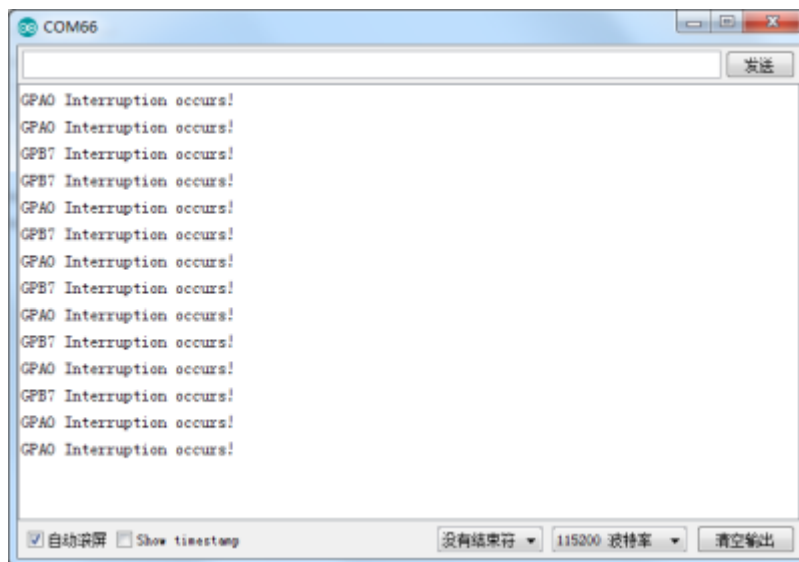 COM66
发送
GPA0 Interruption occurs!
GPA0 Interruption occurs!
GPB7 Interruption occurs!
GPB7 Interruption occurs!
GPA0 Interruption occurs!
GPB7 Interruption occurs!
GPA0 Interruption occurs!
GPB7 Interruption occurs!
GPA0 Interruption occurs!
GPB7 Interruption occurs!
GPA0 Interruption occurs!
GPB7 Interruption occurs!
GPA0 Interruption occurs!
GPA0 Interruption occurs!
自动滚屏 Show timestamp 没有结束符 115200 波特率 清空输出